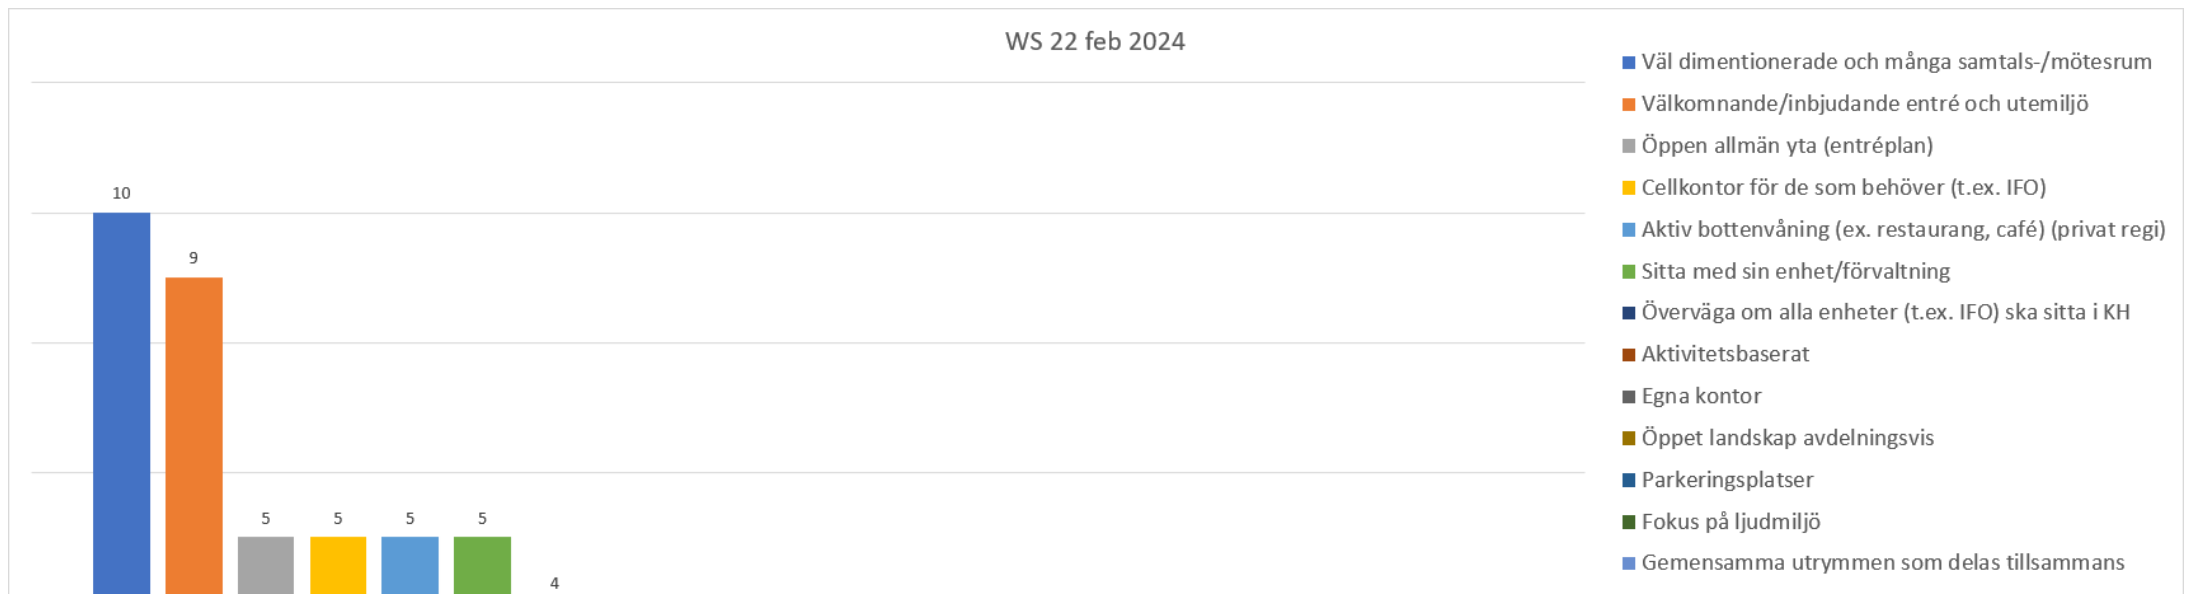 WS 22 feb 2024
10
9
5
5
5
5
4
Väl dimentionerade och många samtals-/mötesrum
Välkomnande/inbjudande entré och utemiljö
Öppen allmän yta (entréplan)
Cellkontor för de som behöver (t.ex. IFO)
Aktiv bottenvåning (ex. restaurang, café) (privat regi)
Sitta med sin enhet/förvaltning
Överväga om alla enheter (t.ex. IFO) ska sitta i KH
Aktivitetsbaserat
Egna kontor
Öppet landskap avdelningsvis
Parkeringsplatser
Fokus på ljudmiljö
Gemensamma utrymmen som delas tillsammans